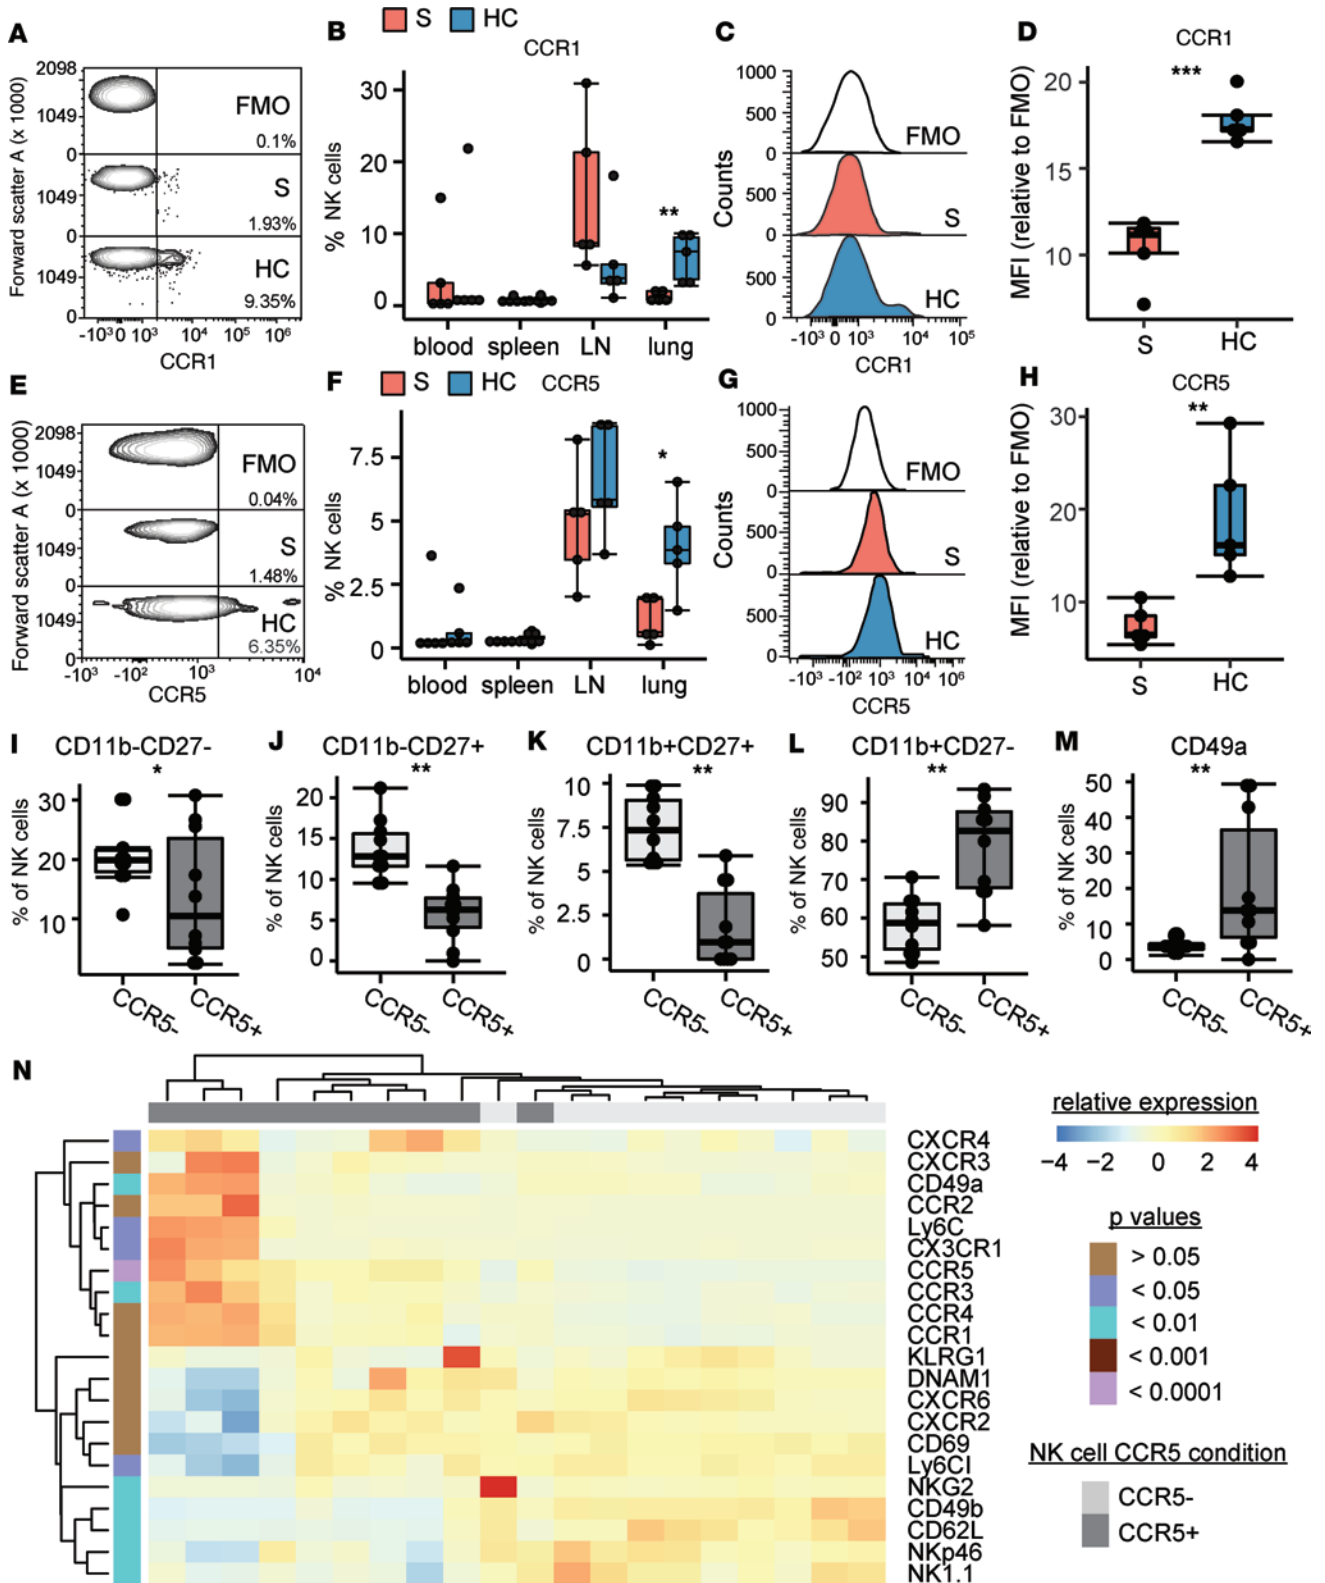 A
Forward scatter A (x 1000)
2098
1049
0
1049
0
1049
0
FMO
0.1%
S
1.93%
HC
9.35%
-10³ 0 10³ 10⁴ 10⁵ 10⁶
CCR1
B
S HC
CCR1
% NK cells
30
20
10
0
**
blood spleen LN lung
C
Counts
1000
500
0
500
0
500
0
FMO
S
HC
-10³ 0 10³ 10⁴ 10⁵
CCR1
D
CCR1
MFI (relative to FMO)
***
20
15
10
S HC
E
Forward scatter A (x 1000)
2098
1049
0
1049
0
1049
0
FMO
0.04%
S
1.48%
HC
6.35%
-10³ -10² 10³ 10⁴
CCR5
F
S HC CCR5
% NK cells
7.5
5
2.5
0
*
blood spleen LN lung
G
Counts
1000
500
0
500
0
500
0
FMO
S
HC
-10³ -10² 10³ 10⁴ 10⁶
CCR5
H
CCR5
MFI (relative to FMO)
**
30
20
10
S HC
I
CD11b-CD27-
*
% of NK cells
30
20
10
CCR5- CCR5+
J
CD11b-CD27+
**
% of NK cells
20
15
10
5
0
CCR5- CCR5+
K
CD11b+CD27+
**
% of NK cells
10
7.5
5
2.5
0
CCR5- CCR5+
L
CD11b+CD27-
**
% of NK cells
90
80
70
60
50
CCR5- CCR5+
M
CD49a
**
% of NK cells
50
40
30
20
10
0
CCR5- CCR5+
N
CXCR4
CXCR3
CD49a
CCR2
Ly6C
CX3CR1
CCR5
CCR3
CCR4
CCR1
KLRG1
DNAM1
CXCR6
CXCR2
CD69
Ly6CI
NKG2
CD49b
CD62L
NKp46
NK1.1
relative expression
−4 −2 0 2 4
p values
> 0.05
< 0.05
< 0.01
< 0.001
< 0.0001
NK cell CCR5 condition
CCR5-
CCR5+